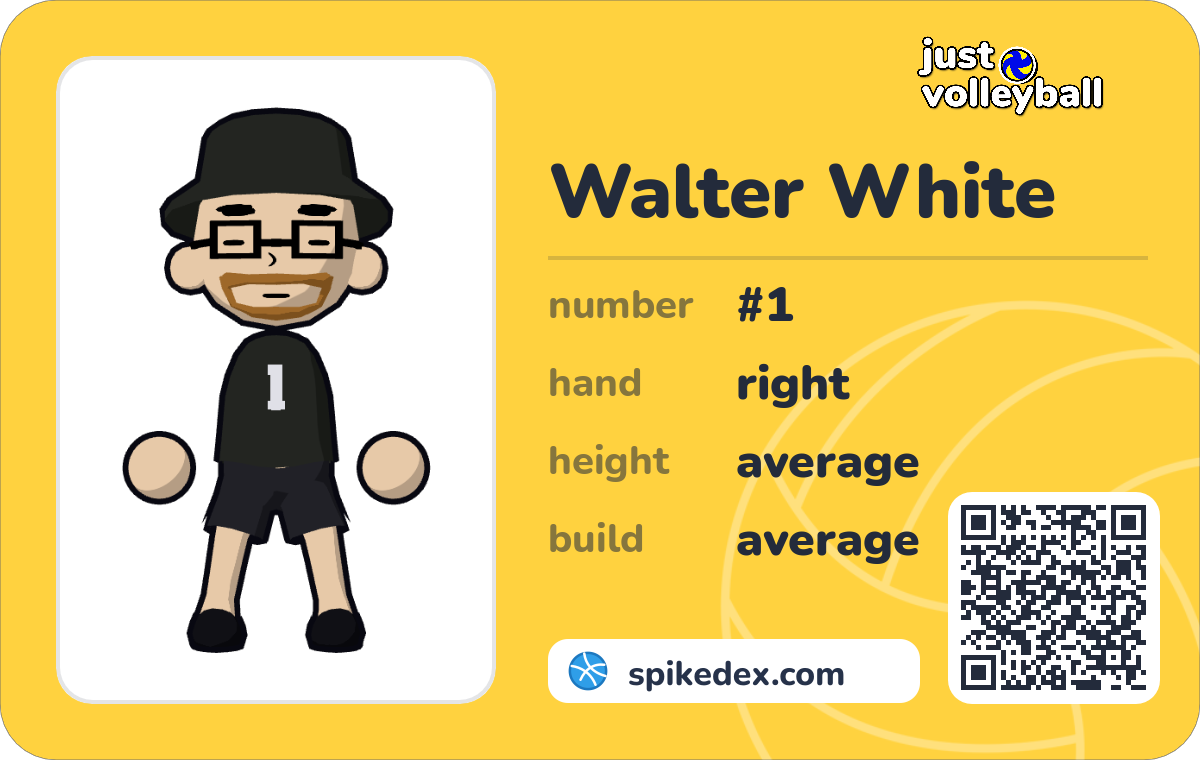 just
volleyball
Walter White
number #1
hand right
height average
build average
1
spikedex.com